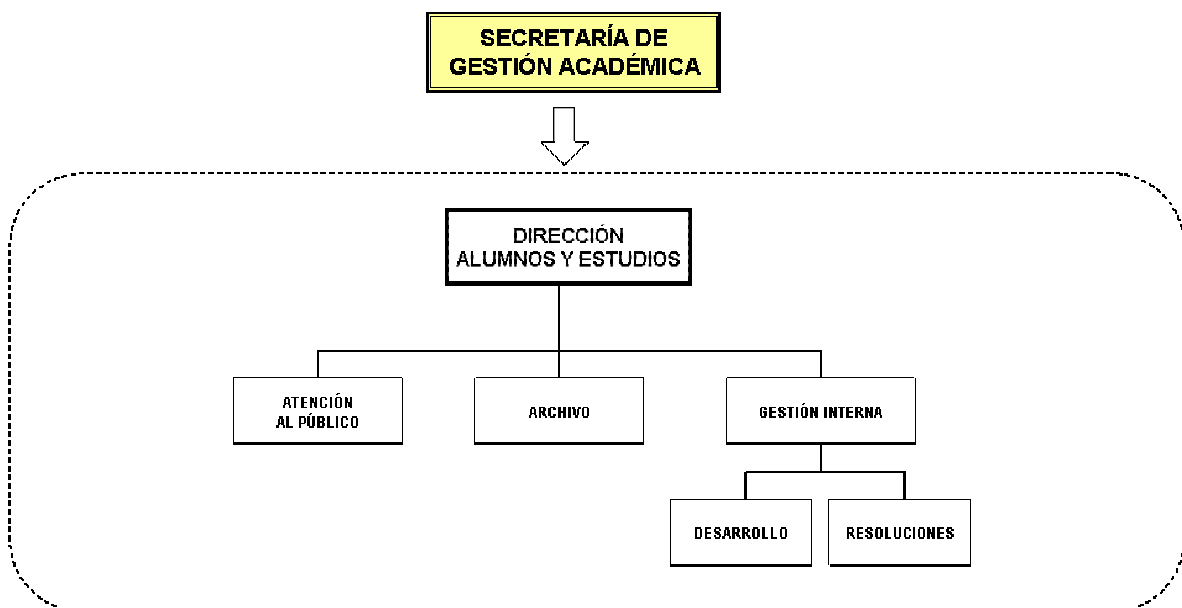 SECRETARÍA DE
GESTIÓN ACADÉMICA
DIRECCIÓN
ALUMNOS Y ESTUDIOS
ATENCIÓN
AL PÚBLICO
ARCHIVO
GESTIÓN INTERNA
DESARROLLO
RESOLUCIONES